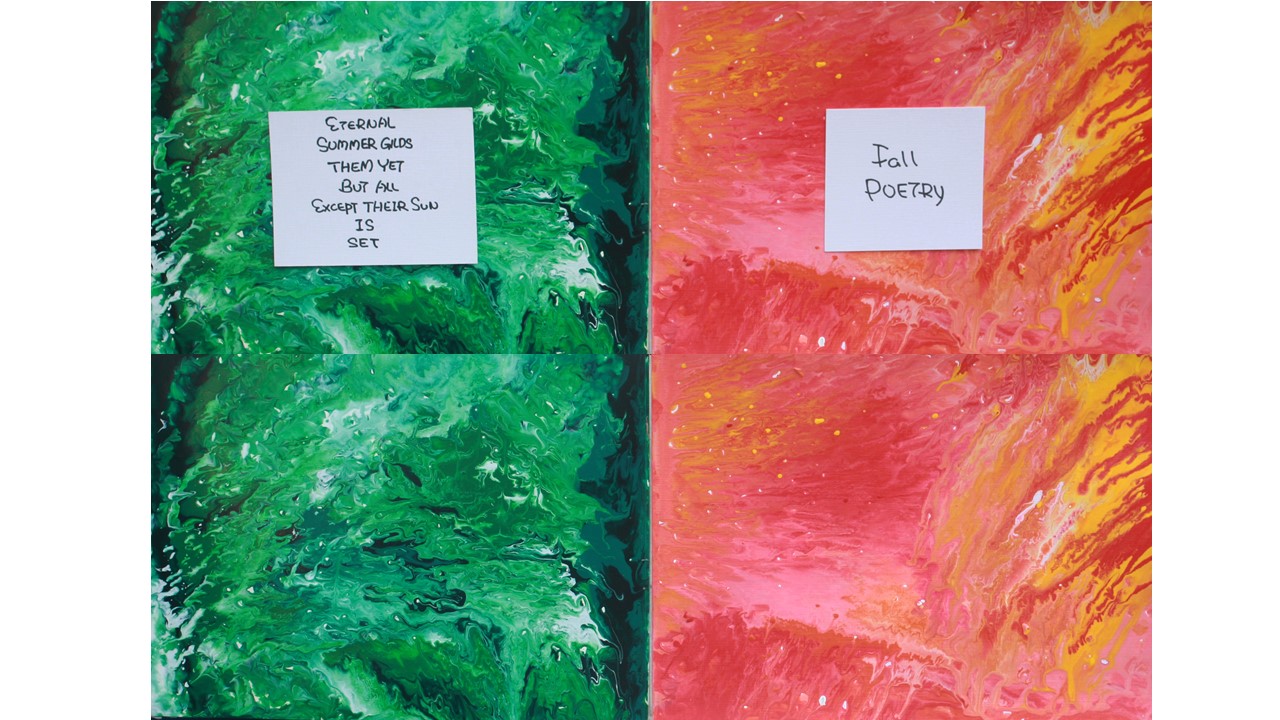 ETERNAL
SUMMER GILDS
THEM YET
BUT ALL
EXCEPT THEIR SUN
IS
SET
Fall
POETRY